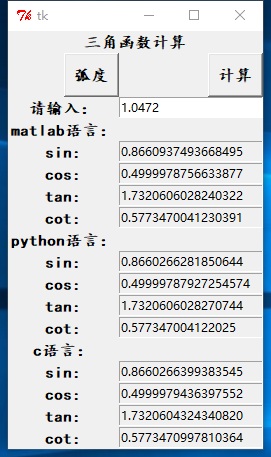 tk
三角函数计算
弧度 计算
请输入: 1.0472
matlab语言:
sin: 0.8660937493668495
cos: 0.4999978756633877
tan: 1.7320606028240322
cot: 0.5773470041230391
python语言:
sin: 0.8660266281850644
cos: 0.49999787927254574
tan: 1.7320606028270744
cot: 0.577347004122025
c语言:
sin: 0.8660266399383545
cos: 0.4999979436397552
tan: 1.7320604324340820
cot: 0.5773470997810364